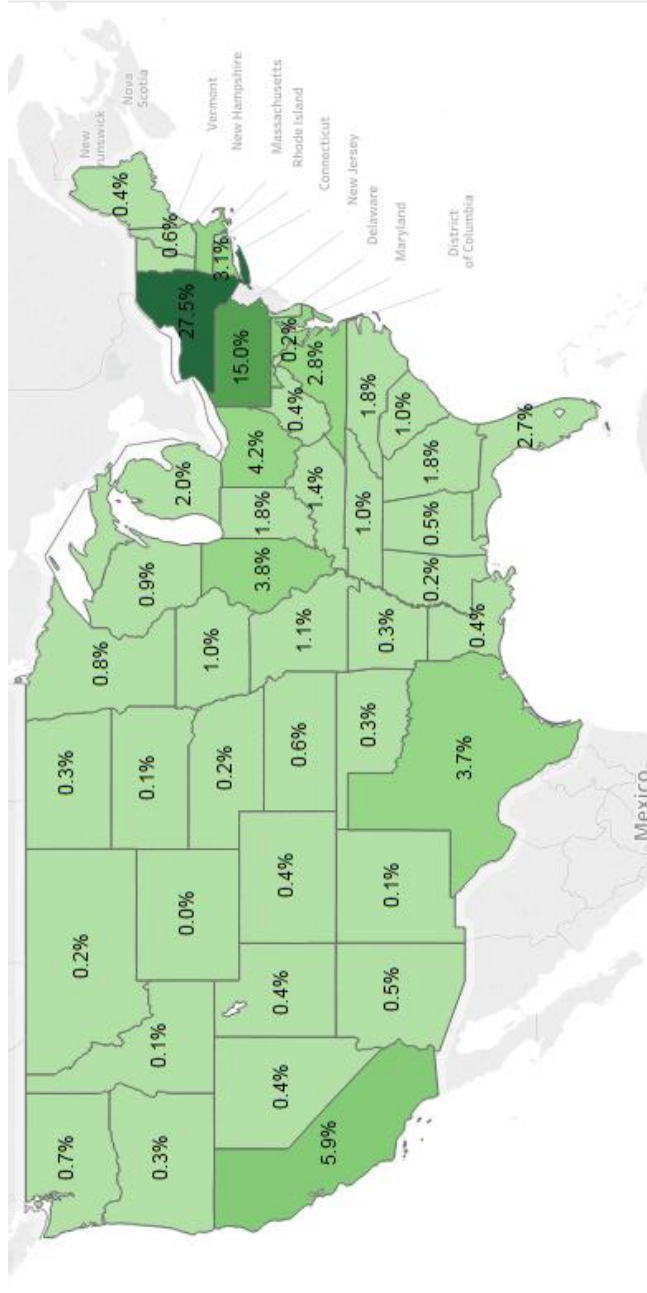 New
runswick
Nova
Scotia
Vermont
New Hampshire
Massachusetts
Rhode Island
Connecticut
New Jersey
Delaware
Maryland
District
of Columbia
Mexico
0.7%
0.3%
5.9%
0.1%
0.4%
0.2%
0.0%
0.4%
0.5%
0.4%
0.1%
0.3%
0.1%
0.2%
0.6%
0.3%
3.7%
0.8%
1.0%
1.1%
0.3%
0.4%
0.9%
3.8%
0.2%
2.0%
1.8%
4.2%
1.4%
1.0%
0.5%
1.8%
0.4%
2.8%
1.8%
1.0%
2.7%
15.0%
0.2%
27.5%
0.6%
3.1%
0.4%